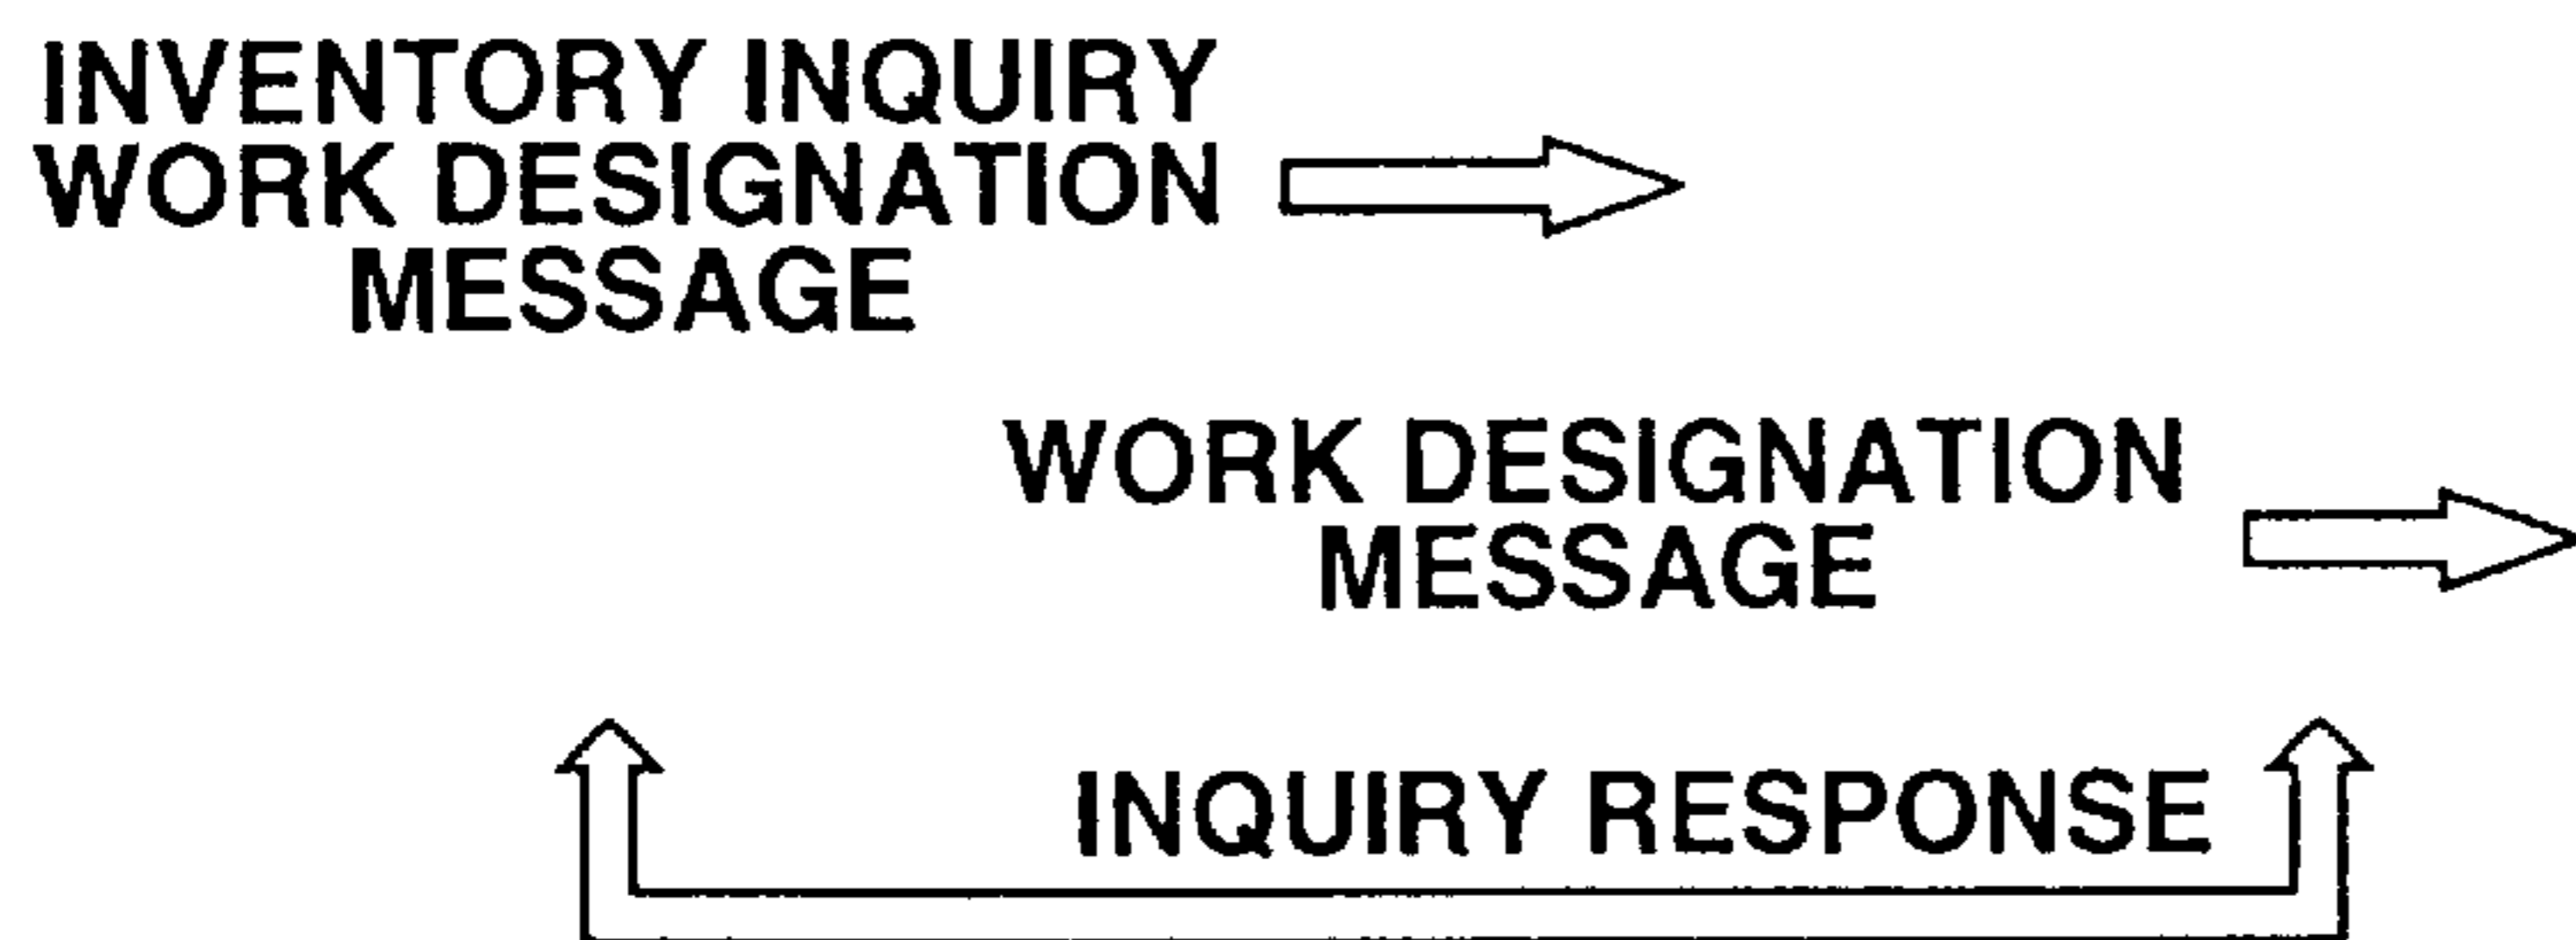 INVENTORY INQUIRY
WORK DESIGNATION
MESSAGE
WORK DESIGNATION
MESSAGE
INQUIRY RESPONSE